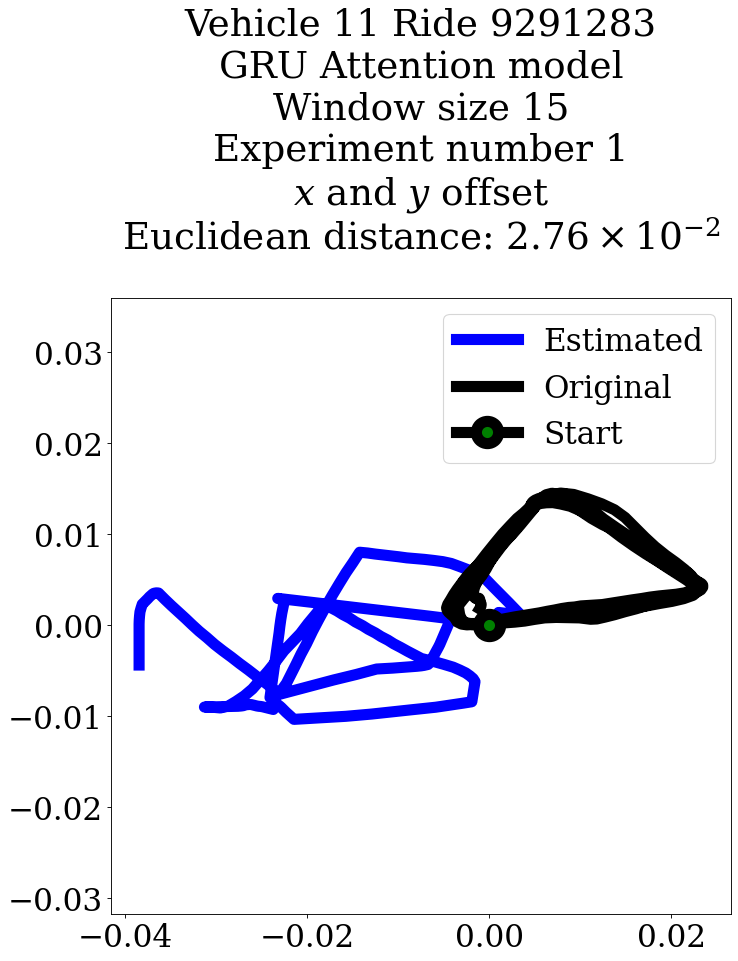 Vehicle 11 Ride 9291283
GRU Attention model
Window size 15
Experiment number 1
x and y offset
Euclidean distance: 2.76 × 10⁻²
Estimated
Original
Start
0.03
0.02
0.01
0.00
−0.01
−0.02
−0.03
−0.04
−0.02
0.00
0.02